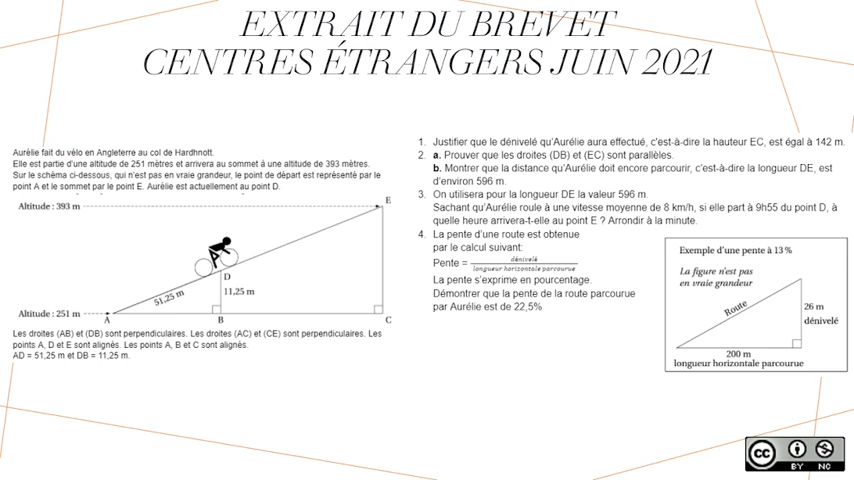 EXTRAIT DU BREVET
CENTRES ÉTRANGERS JUIN 2021
Aurélie fait du vélo en Angleterre au col de Hardhnott.
Elle est partie d'une altitude de 251 mètres et arrivera au sommet à une altitude de 393 mètres.
Sur le schéma ci-dessous, qui n'est pas en vraie grandeur, le point de départ est représenté par le
point A et le sommet par le point E. Aurélie est actuellement au point D.
Altitude : 393 m
E
D
51,25 m
11,25 m
Altitude : 251 m
A
B
C
Les droites (AB) et (DB) sont perpendiculaires. Les droites (AC) et (CE) sont perpendiculaires. Les
points A, D et E sont alignés. Les points A, B et C sont alignés.
AD = 51,25 m et DB = 11,25 m.
1. Justifier que le dénivelé qu'Aurélie aura effectué, c'est-à-dire la hauteur EC, est égal à 142 m.
2. a. Prouver que les droites (DB) et (EC) sont parallèles.
b. Montrer que la distance qu'Aurélie doit encore parcourir, c'est-à-dire la longueur DE, est
d'environ 596 m.
3. On utilisera pour la longueur DE la valeur 596 m.
Sachant qu'Aurélie roule à une vitesse moyenne de 8 km/h, si elle part à 9h55 du point D, à
quelle heure arrivera-t-elle au point E ? Arrondir à la minute.
4. La pente d'une route est obtenue
par le calcul suivant:
Pente = dénivelé
longueur horizontale parcourue
La pente s'exprime en pourcentage.
Démontrer que la pente de la route parcourue
par Aurélie est de 22,5%
Exemple d'une pente à 13 %
La figure n'est pas
en vraie grandeur
Route
26 m
dénivelé
200 m
longueur horizontale parcourue
cc
BY NC